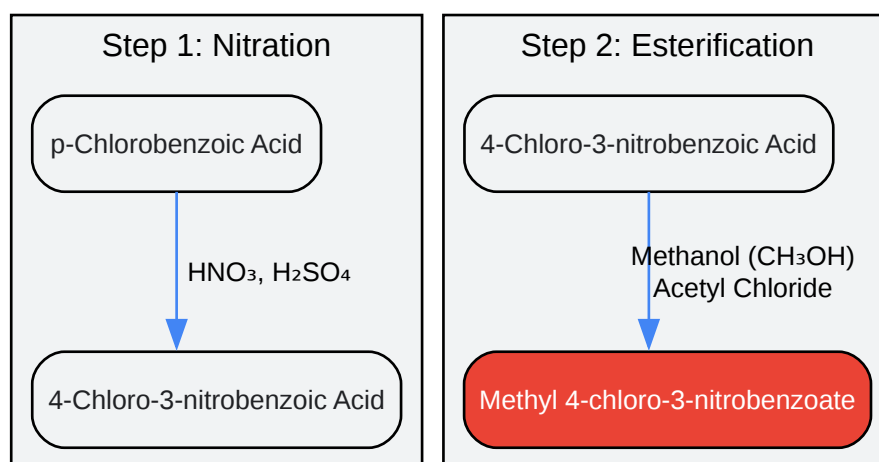 Step 1: Nitration
p-Chlorobenzoic Acid
HNO₃, H₂SO₄
4-Chloro-3-nitrobenzoic Acid
Step 2: Esterification
4-Chloro-3-nitrobenzoic Acid
Methanol (CH₃OH)
Acetyl Chloride
Methyl 4-chloro-3-nitrobenzoate